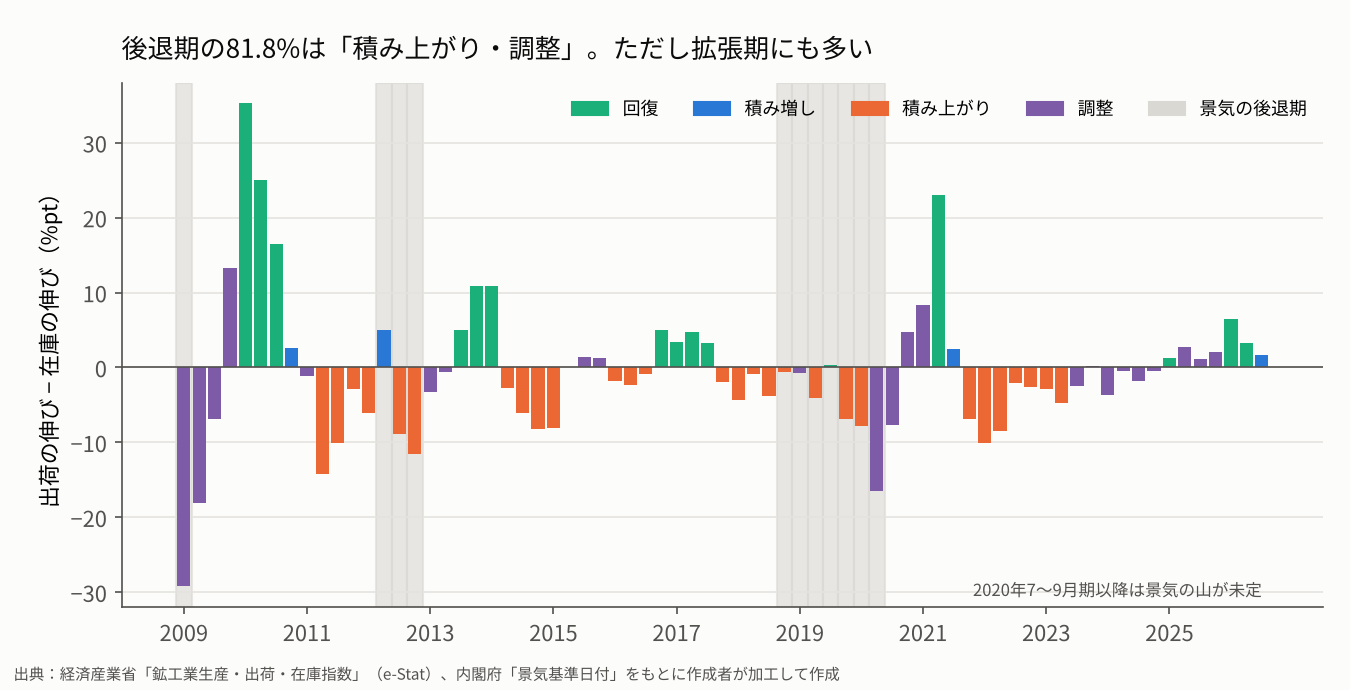 後退期の81.8%は「積み上がり・調整」。ただし拡張期にも多い
回復 積み増し 積み上がり 調整 景気の後退期
出荷の伸び − 在庫の伸び（%pt）
30
20
10
0
−10
−20
−30
2020年7〜9月期以降は景気の山が未定
2009 2011 2013 2015 2017 2019 2021 2023 2025
出典：経済産業省「鉱工業生産・出荷・在庫指数」（e-Stat）、内閣府「景気基準日付」をもとに作成者が加工して作成